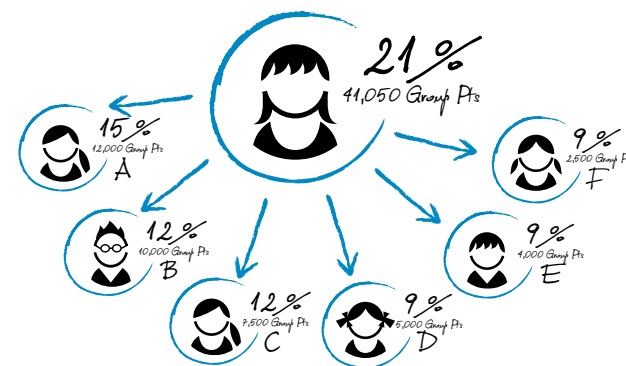 21%
41,050 Group Pts
15%
12,000 Group Pts
A
12%
10,000 Group Pts
B
12%
7,500 Group Pts
C
9%
5,000 Group Pts
D
9%
4,000 Group Pts
E
9%
2,500 Group P
F